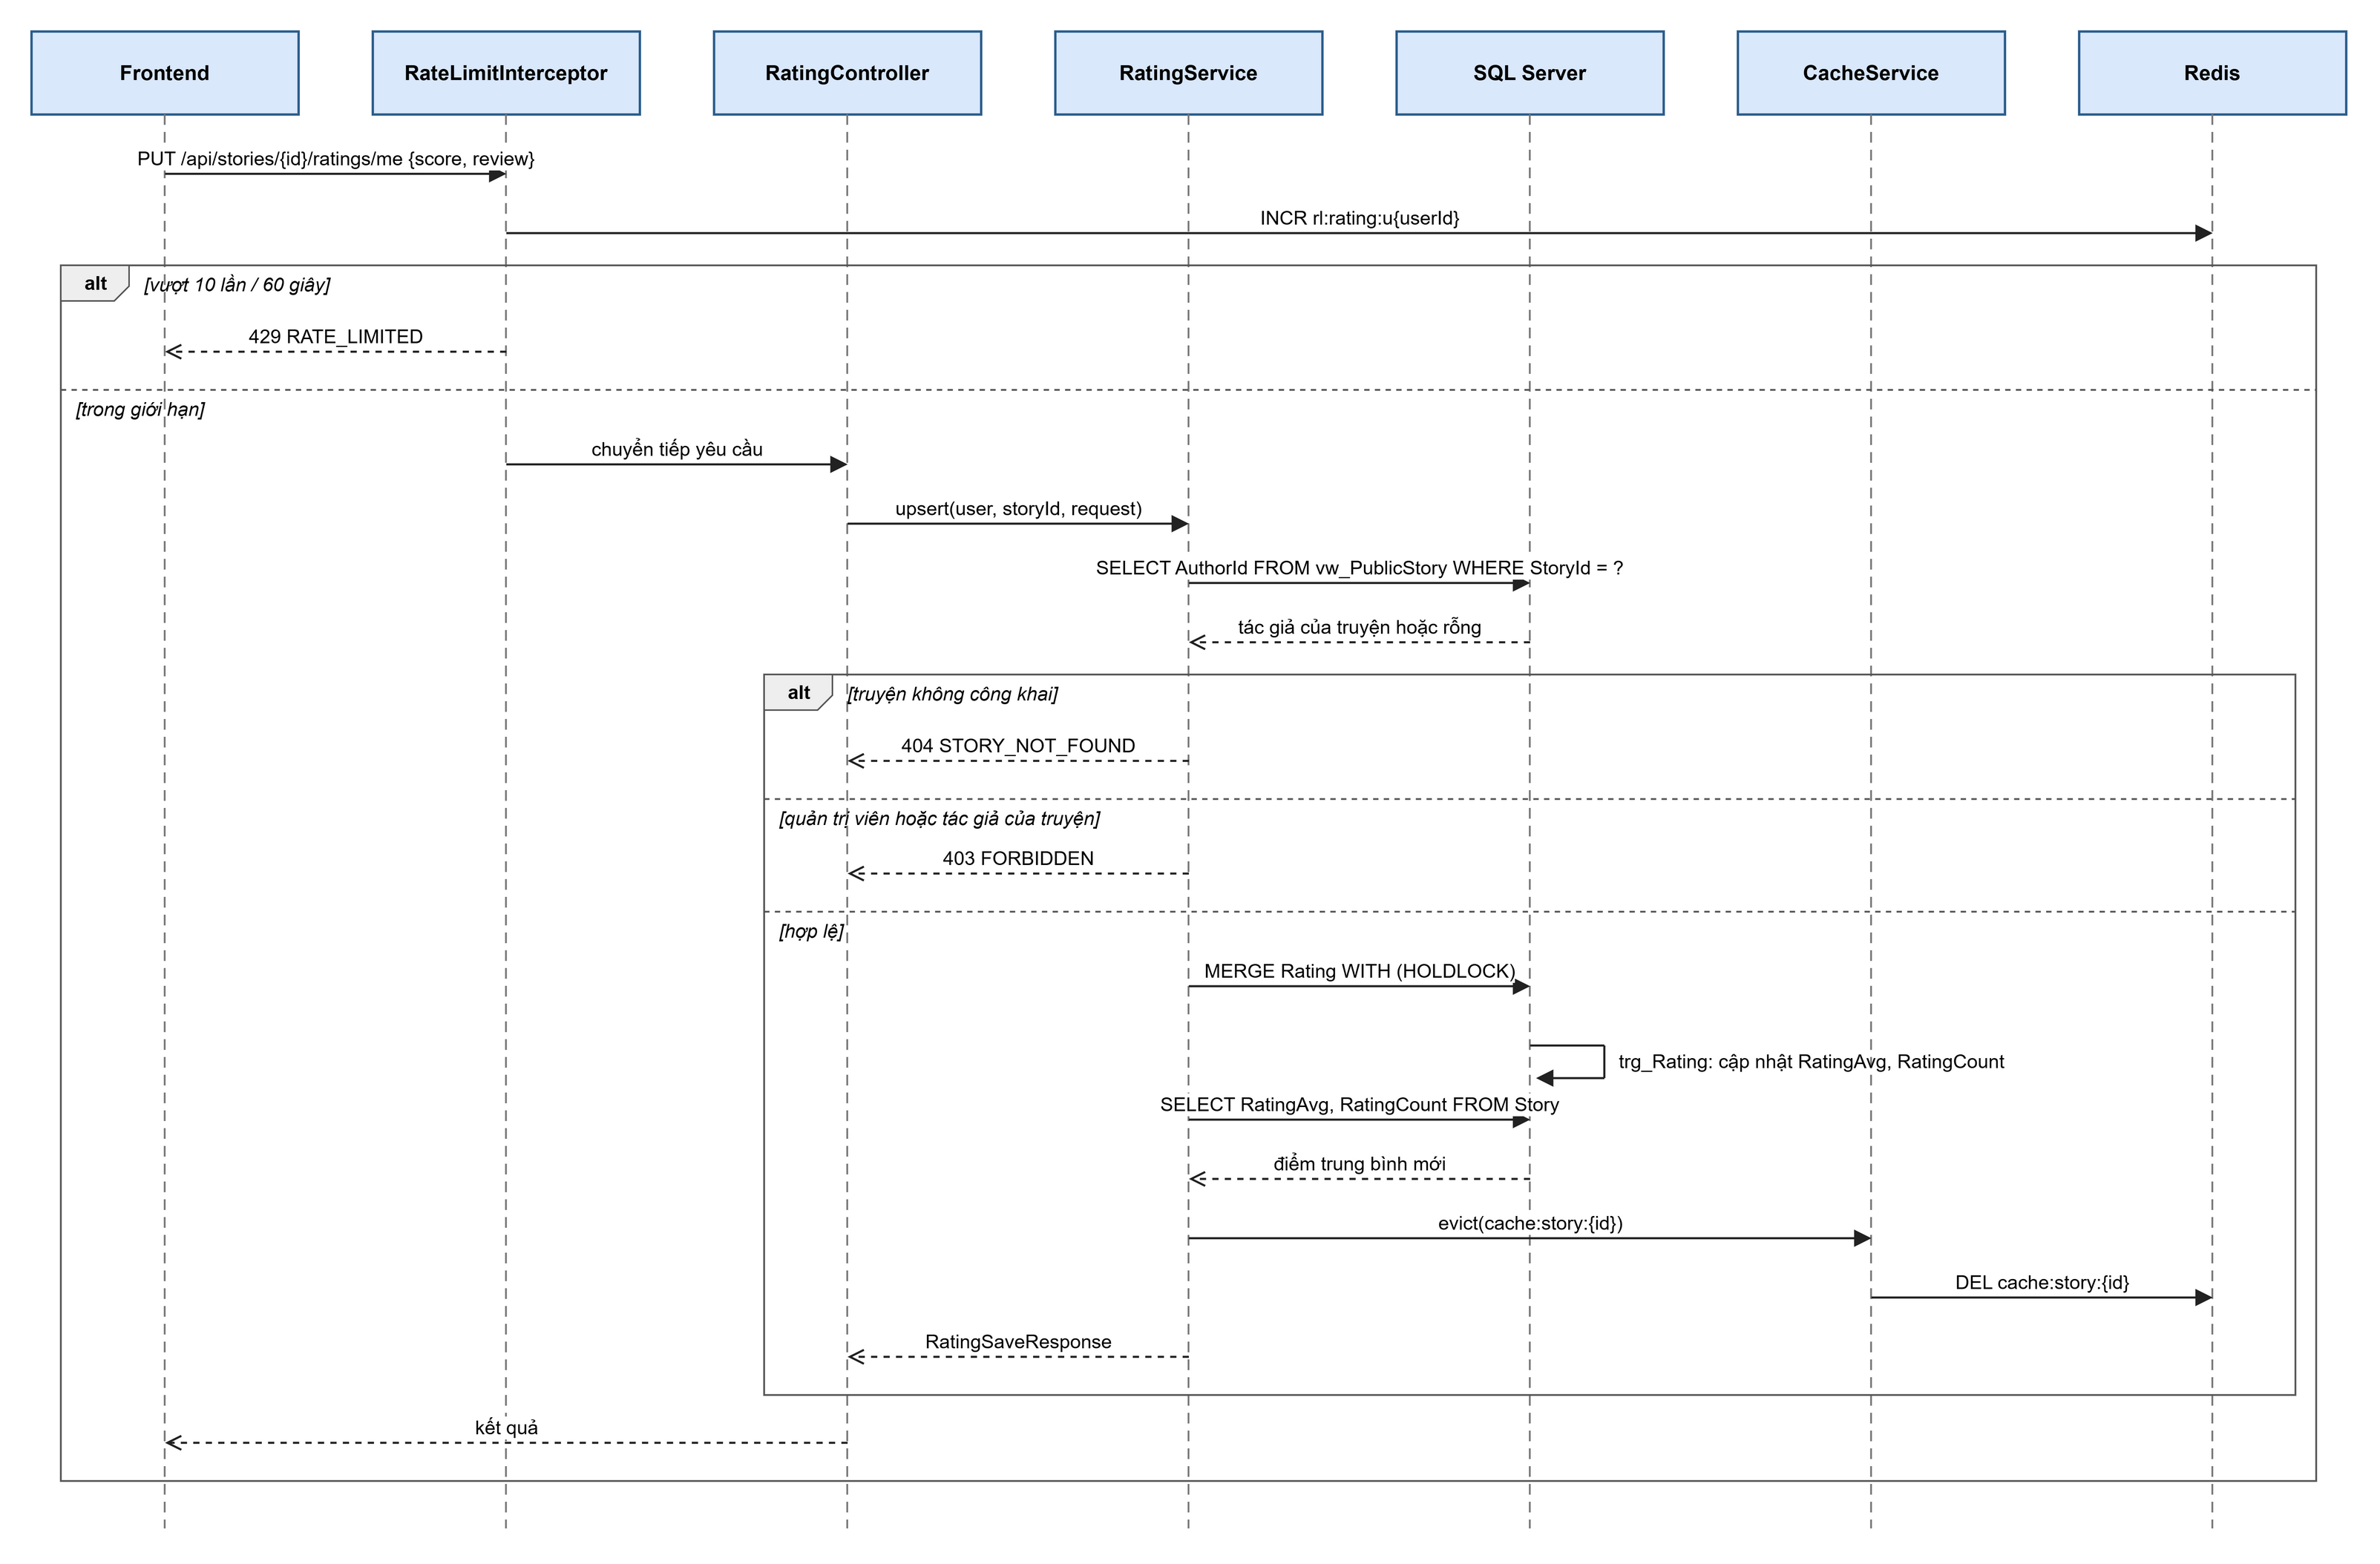 Frontend
RateLimitInterceptor
RatingController
RatingService
SQL Server
CacheService
Redis
PUT /api/stories/{id}/ratings/me {score, review}
INCR rl:rating:u{userId}
alt
[vượt 10 lần / 60 giây]
429 RATE_LIMITED
[trong giới hạn]
chuyển tiếp yêu cầu
upsert(user, storyId, request)
SELECT AuthorId FROM vw_PublicStory WHERE StoryId = ?
tác giả của truyện hoặc rỗng
alt
[truyện không công khai]
404 STORY_NOT_FOUND
[quản trị viên hoặc tác giả của truyện]
403 FORBIDDEN
[hợp lệ]
MERGE Rating WITH (HOLDLOCK)
trg_Rating: cập nhật RatingAvg, RatingCount
SELECT RatingAvg, RatingCount FROM Story
điểm trung bình mới
evict(cache:story:{id})
DEL cache:story:{id}
RatingSaveResponse
kết quả